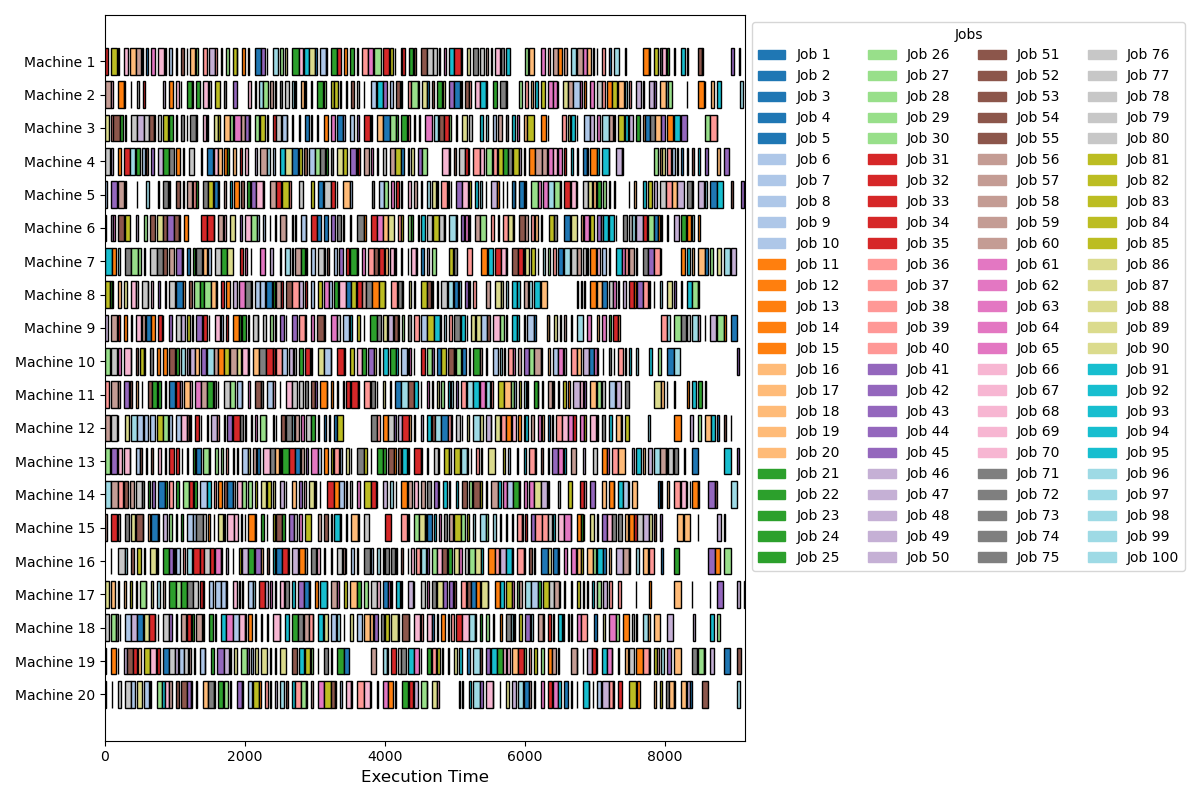 Machine 1
Machine 2
Machine 3
Machine 4
Machine 5
Machine 6
Machine 7
Machine 8
Machine 9
Machine 10
Machine 11
Machine 12
Machine 13
Machine 14
Machine 15
Machine 16
Machine 17
Machine 18
Machine 19
Machine 20
0 2000 4000 6000 8000
Execution Time
Jobs
Job 1 Job 26 Job 51 Job 76
Job 2 Job 27 Job 52 Job 77
Job 3 Job 28 Job 53 Job 78
Job 4 Job 29 Job 54 Job 79
Job 5 Job 30 Job 55 Job 80
Job 6 Job 31 Job 56 Job 81
Job 7 Job 32 Job 57 Job 82
Job 8 Job 33 Job 58 Job 83
Job 9 Job 34 Job 59 Job 84
Job 10 Job 35 Job 60 Job 85
Job 11 Job 36 Job 61 Job 86
Job 12 Job 37 Job 62 Job 87
Job 13 Job 38 Job 63 Job 88
Job 14 Job 39 Job 64 Job 89
Job 15 Job 40 Job 65 Job 90
Job 16 Job 41 Job 66 Job 91
Job 17 Job 42 Job 67 Job 92
Job 18 Job 43 Job 68 Job 93
Job 19 Job 44 Job 69 Job 94
Job 20 Job 45 Job 70 Job 95
Job 21 Job 46 Job 71 Job 96
Job 22 Job 47 Job 72 Job 97
Job 23 Job 48 Job 73 Job 98
Job 24 Job 49 Job 74 Job 99
Job 25 Job 50 Job 75 Job 100